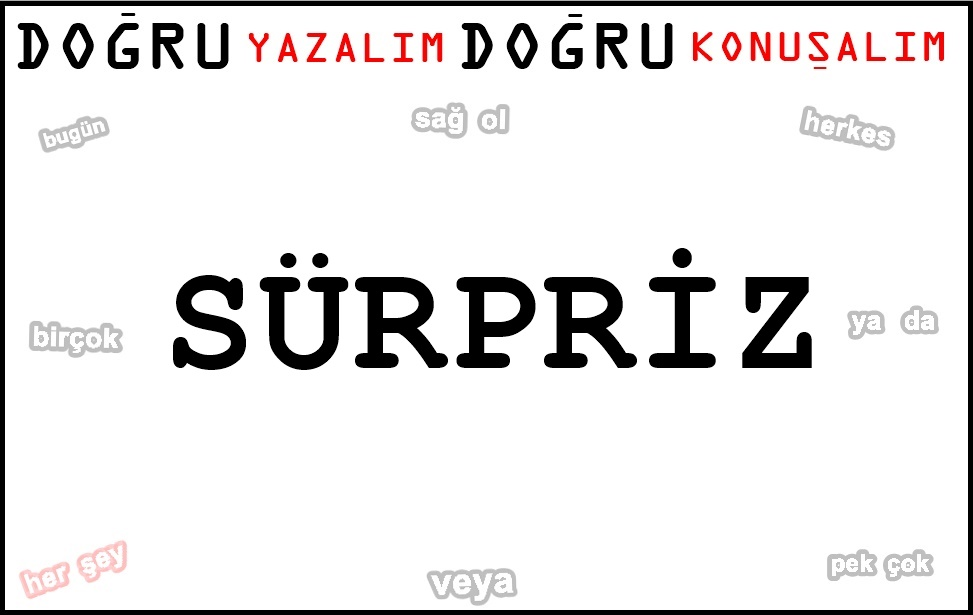 DOĞRU YAZALIM DOĞRU KONUŞALIM
bugün sağ ol herkes
SÜRPRİZ
birçok ya da
her şey veya pek çok